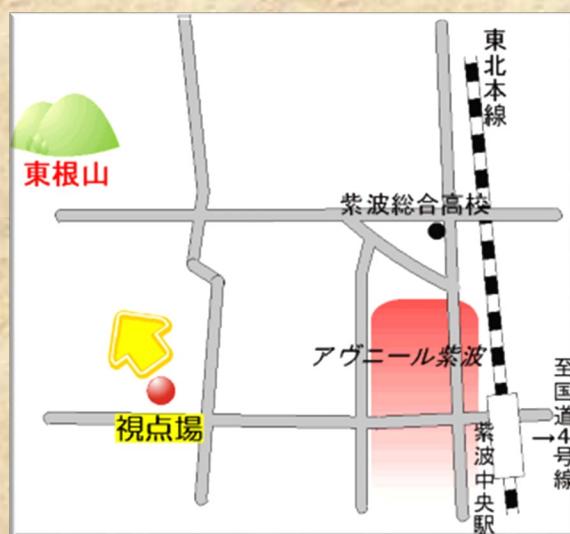 東北本線
東根山
紫波総合高校
アヴニール紫波
至国道4号線
→
視点場
紫波中央駅